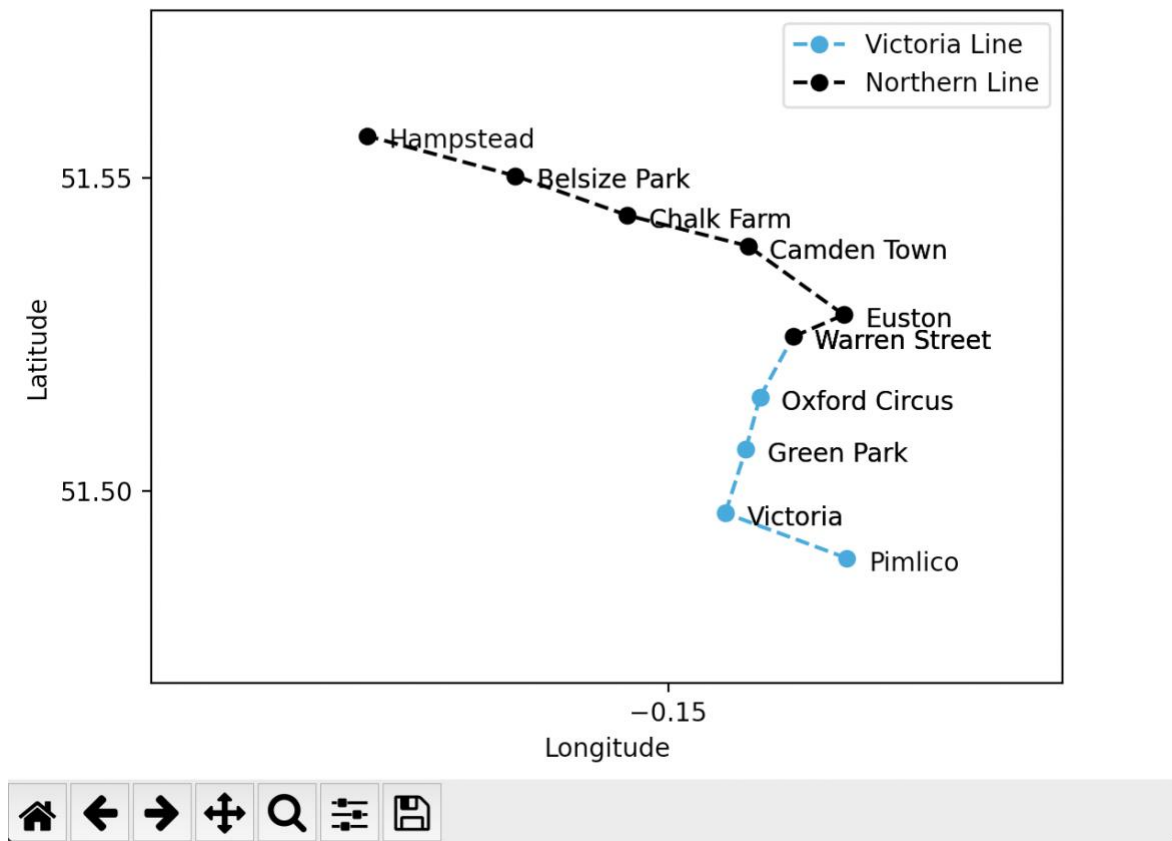 Victoria Line
Northern Line
Hampstead
51.55
Belsize Park
Chalk Farm
Camden Town
Latitude
Euston
Warren Street
Oxford Circus
Green Park
51.50
Victoria
Pimlico
−0.15
Longitude